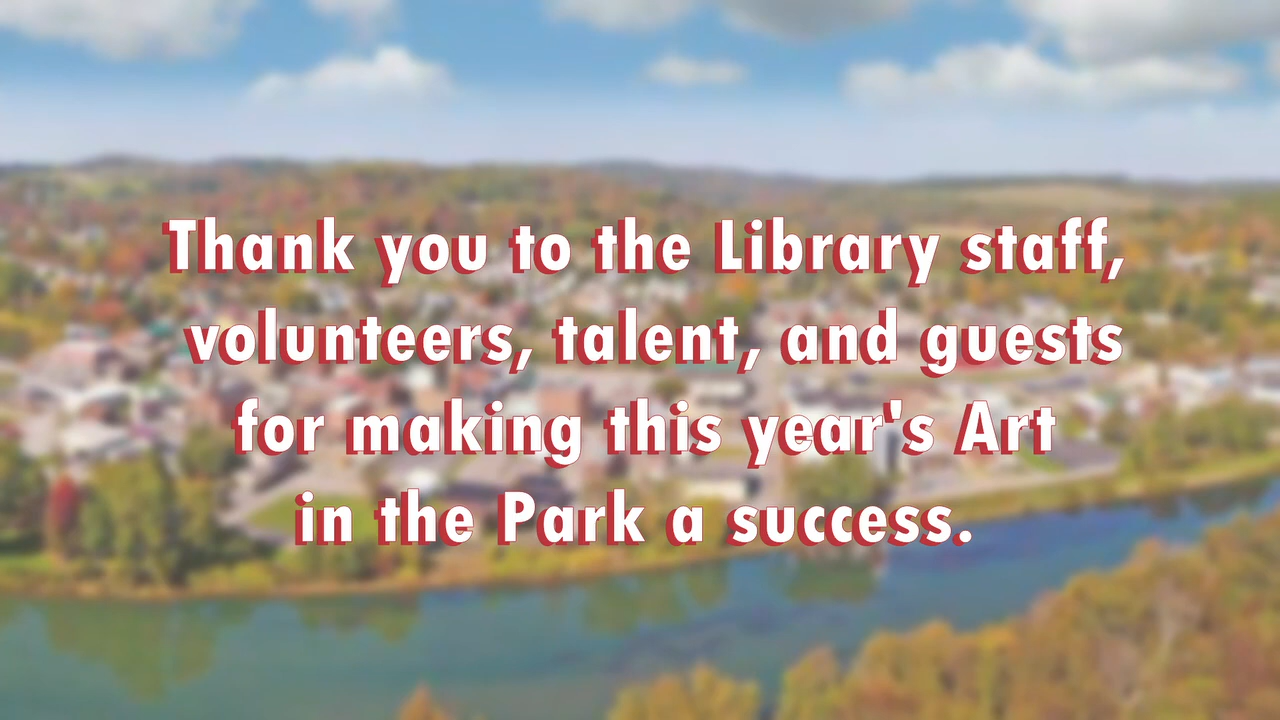 Thank you to the Library staff,
volunteers, talent, and guests
for making this year's Art
in the Park a success.